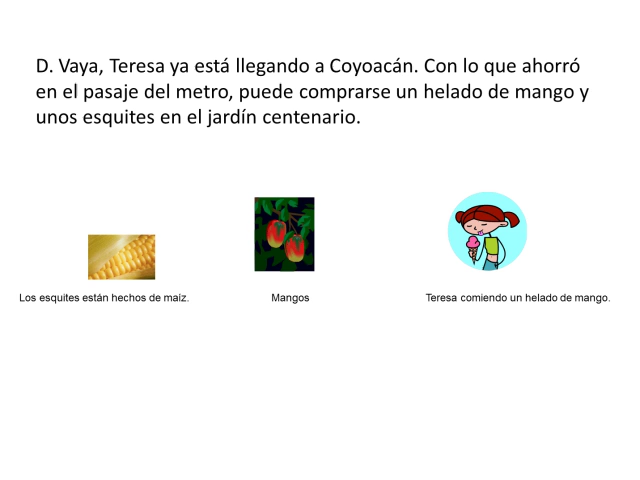 D. Vaya, Teresa ya está llegando a Coyoacán. Con lo que ahorró
en el pasaje del metro, puede comprarse un helado de mango y
unos esquites en el jardín centenario.
Los esquites están hechos de maíz.
Mangos
Teresa comiendo un helado de mango.